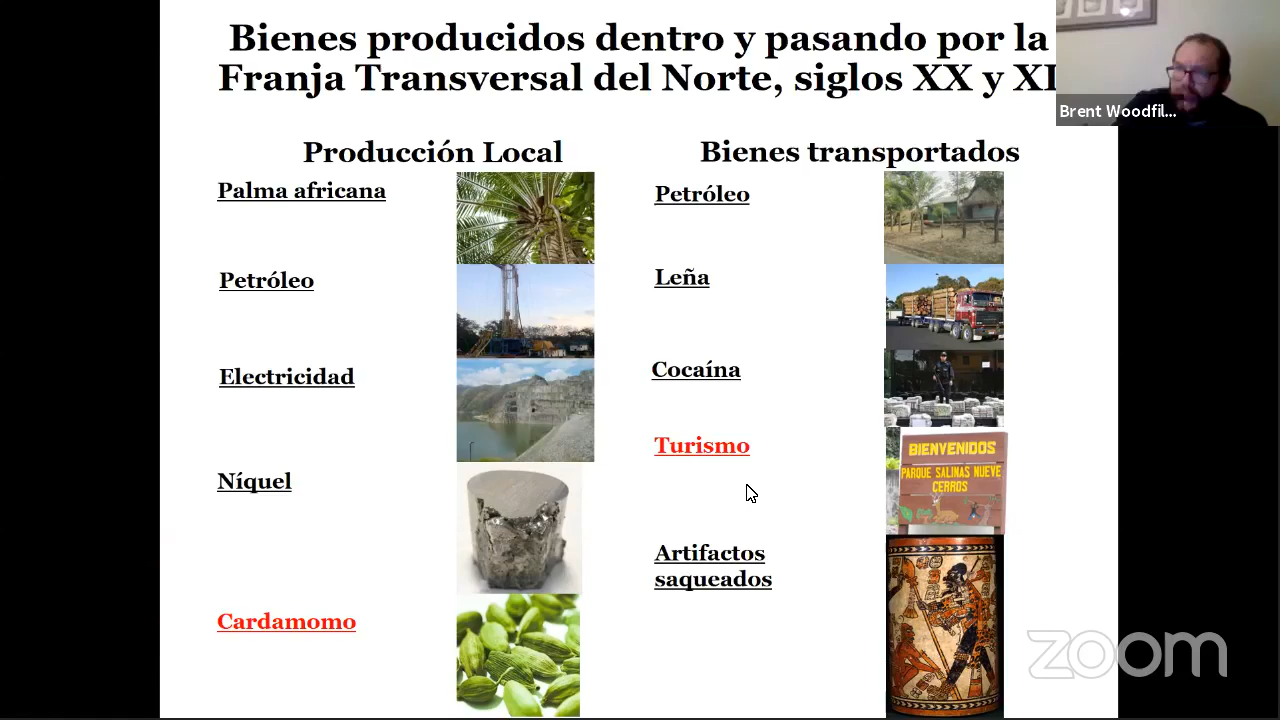 Bienes producidos dentro y pasando por la
Franja Transversal del Norte, siglos XX y XI
Brent Woodfil...
Producción Local
Bienes transportados
Palma africana
Petróleo
Electricidad
Níquel
Cardamomo
Petróleo
Leña
Cocaína
Turismo
BIENVENIDOS
PARQUE SALINAS NUEVE
CERROS
Artifactos
saqueados
zoom